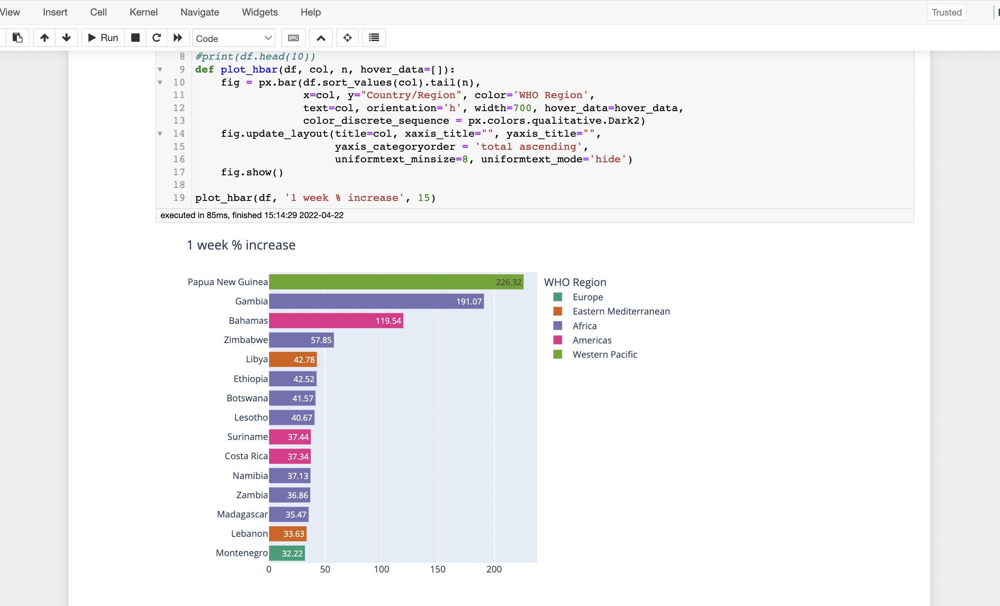 View Insert Cell Kernel Navigate Widgets Help Trusted
Run Code
8 #print(df.head(10))
9 def plot_hbar(df, col, n, hover_data=[]):
10 fig = px.bar(df.sort_values(col).tail(n),
11 x=col, y="Country/Region", color='WHO Region',
12 text=col, orientation='h', width=700, hover_data=hover_data,
13 color_discrete_sequence = px.colors.qualitative.Dark2)
14 fig.update_layout(title=col, xaxis_title="", yaxis_title="",
15 yaxis_categoryorder = 'total ascending',
16 uniformtext_minsize=8, uniformtext_mode='hide')
17 fig.show()
18
19 plot_hbar(df, '1 week % increase', 15)
executed in 85ms, finished 15:14:29 2022-04-22
1 week % increase
Papua New Guinea 226.32
Gambia 191.07
Bahamas 119.54
Zimbabwe 57.85
Libya 42.78
Ethiopia 42.52
Botswana 41.57
Lesotho 40.67
Suriname 37.44
Costa Rica 37.34
Namibia 37.13
Zambia 36.86
Madagascar 35.47
Lebanon 33.63
Montenegro 32.22
0 50 100 150 200
WHO Region
Europe
Eastern Mediterranean
Africa
Americas
Western Pacific